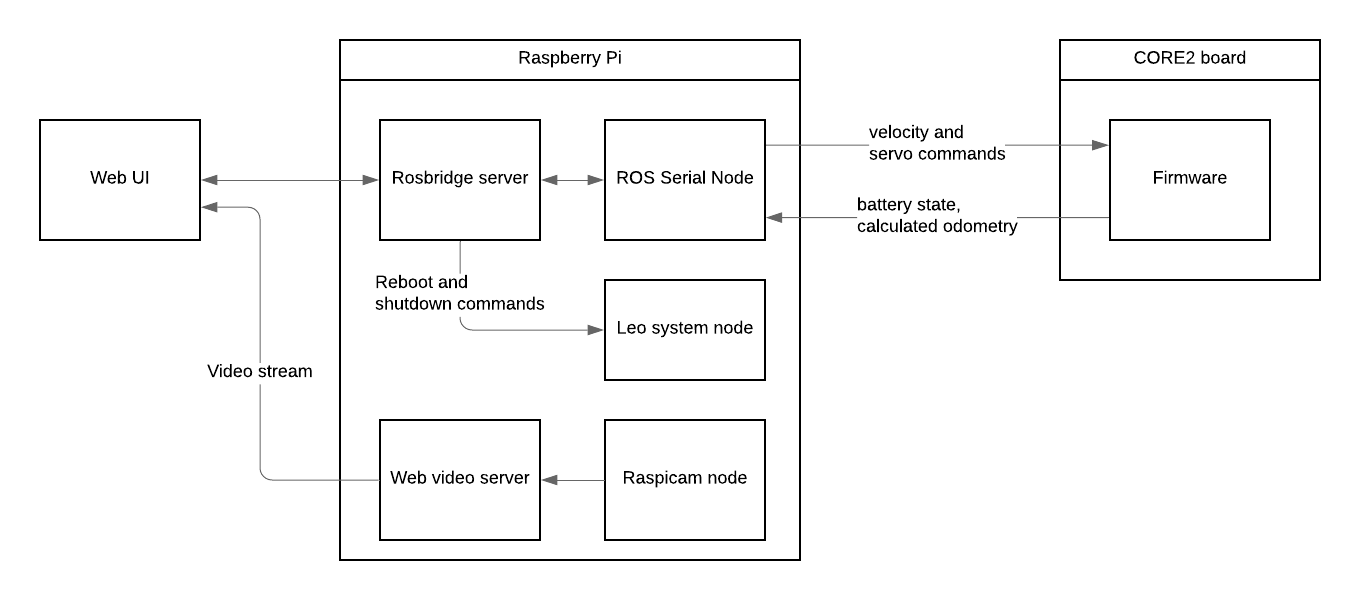 Raspberry Pi
CORE2 board
Web UI
Rosbridge server
ROS Serial Node
velocity and
servo commands
Firmware
battery state,
calculated odometry
Reboot and
shutdown commands
Leo system node
Video stream
Web video server
Raspicam node